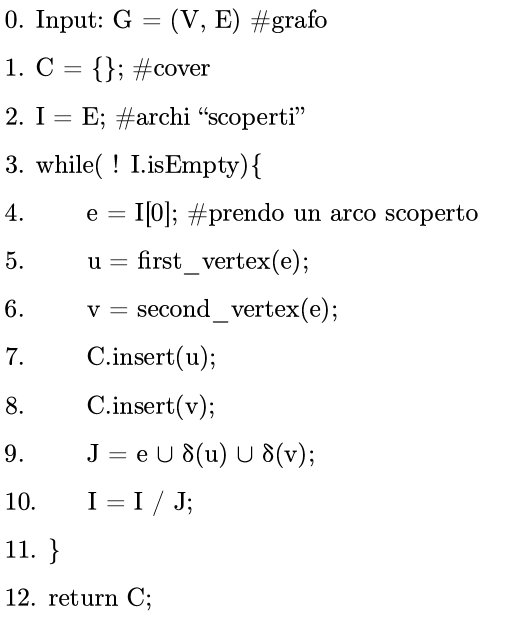 0. Input: G = (V, E) #grafo
1. C = {}; #cover
2. I = E; #archi “scoperti”
3. while( ! I.isEmpty){
4. e = I[0]; #prendo un arco scoperto
5. u = first_vertex(e);
6. v = second_vertex(e);
7. C.insert(u);
8. C.insert(v);
9. J = e ∪ δ(u) ∪ δ(v);
10. I = I / J;
11. }
12. return C;